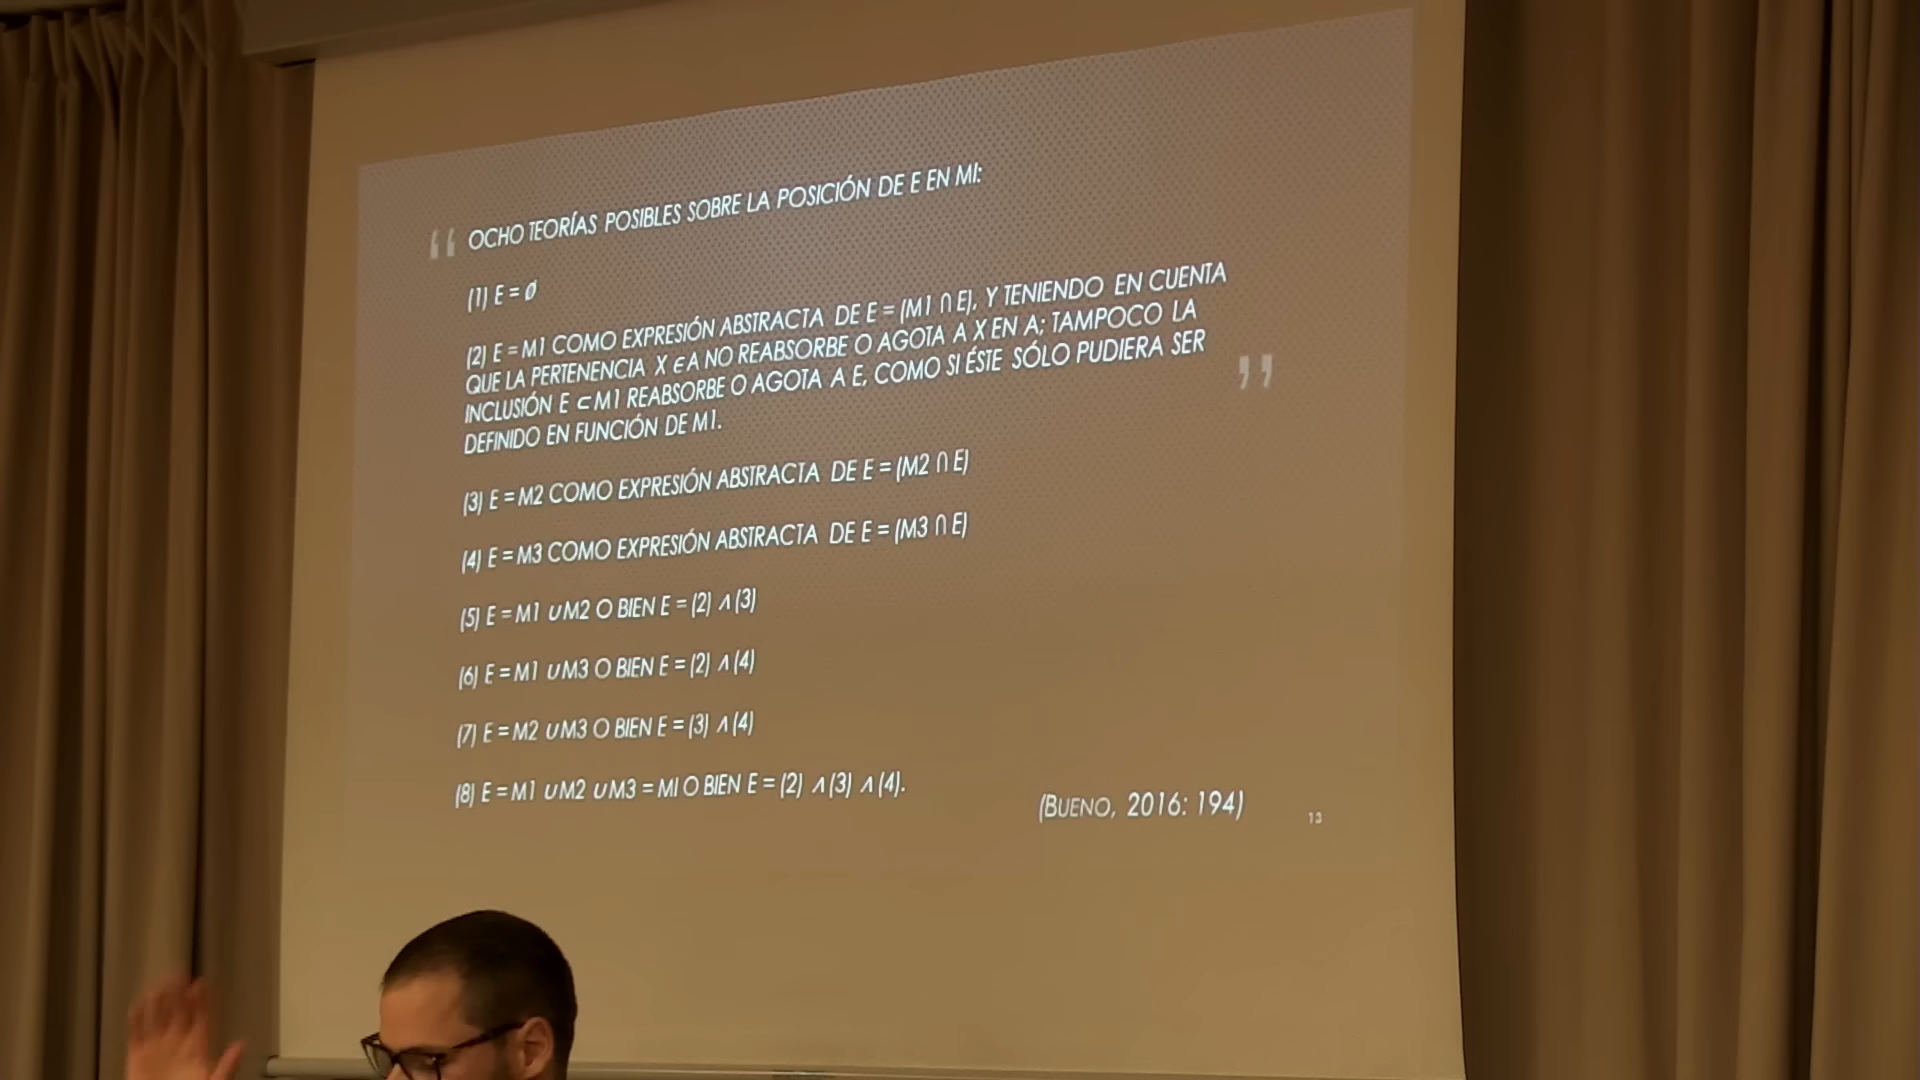 “ OCHO TEORÍAS POSIBLES SOBRE LA POSICIÓN DE E EN MI:
(1) E = Ø
(2) E = M1 COMO EXPRESIÓN ABSTRACTA DE E = (M1 ∩ E), Y TENIENDO EN CUENTA
QUE LA PERTENENCIA X ∈ A NO REABSORBE O AGOTA A X EN A; TAMPOCO LA
INCLUSIÓN E ⊂ M1 REABSORBE O AGOTA A E, COMO SI ÉSTE SÓLO PUDIERA SER
DEFINIDO EN FUNCIÓN DE M1. ”
(3) E = M2 COMO EXPRESIÓN ABSTRACTA DE E = (M2 ∩ E)
(4) E = M3 COMO EXPRESIÓN ABSTRACTA DE E = (M3 ∩ E)
(5) E = M1 ∪ M2 O BIEN E = (2) ∧ (3)
(6) E = M1 ∪ M3 O BIEN E = (2) ∧ (4)
(7) E = M2 ∪ M3 O BIEN E = (3) ∧ (4)
(8) E = M1 ∪ M2 ∪ M3 = MI O BIEN E = (2) ∧ (3) ∧ (4).
(BUENO, 2016: 194)
13